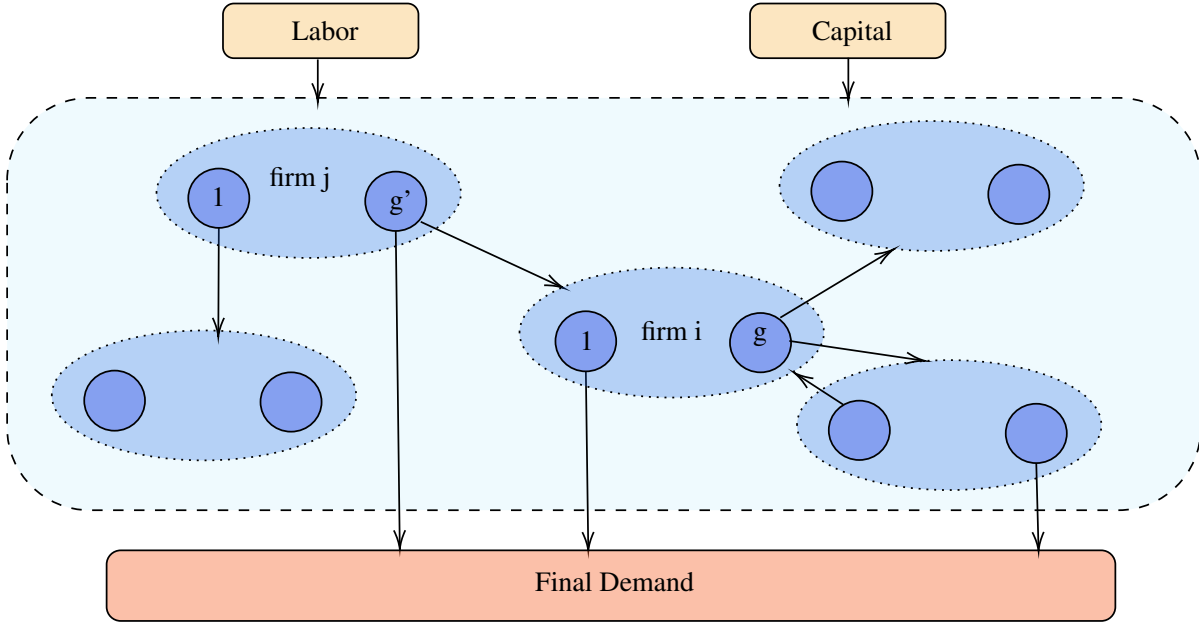 Labor
Capital
firm j
1
g’
1
firm i
g
Final Demand